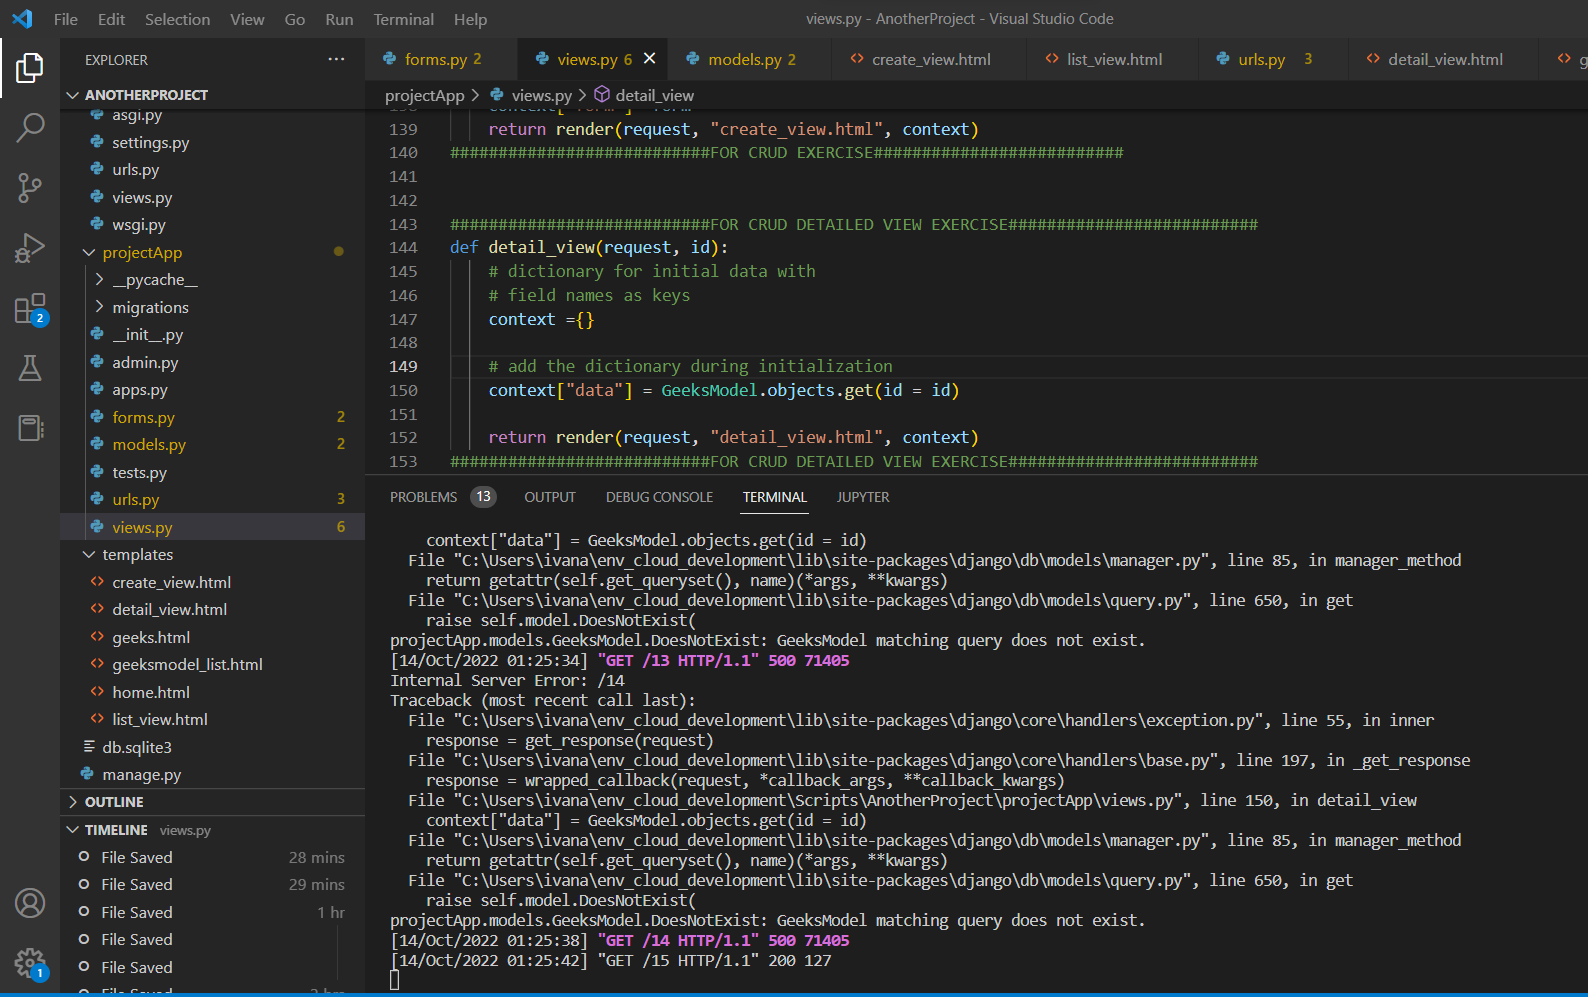 File Edit Selection View Go Run Terminal Help
views.py - AnotherProject - Visual Studio Code
EXPLORER ···
ANOTHERPROJECT
asgi.py
settings.py
urls.py
views.py
wsgi.py
projectApp
__pycache__
migrations
__init__.py
admin.py
apps.py
forms.py 2
models.py 2
tests.py
urls.py 3
views.py 6
templates
create_view.html
detail_view.html
geeks.html
geeksmodel_list.html
home.html
list_view.html
db.sqlite3
manage.py
OUTLINE
TIMELINE views.py
File Saved 28 mins
File Saved 29 mins
File Saved 1 hr
File Saved
File Saved
File Saved 2 hrs
2
1
forms.py 2 views.py 6 models.py 2 create_view.html list_view.html urls.py 3 detail_view.html g
projectApp > views.py > detail_view
138 context["form"] = form
139 return render(request, "create_view.html", context)
140 ###########################FOR CRUD EXERCISE##########################
141
142
143 ###########################FOR CRUD DETAILED VIEW EXERCISE##########################
144 def detail_view(request, id):
145 # dictionary for initial data with
146 # field names as keys
147 context ={}
148
149 # add the dictionary during initialization
150 context["data"] = GeeksModel.objects.get(id = id)
151
152 return render(request, "detail_view.html", context)
153 ###########################FOR CRUD DETAILED VIEW EXERCISE##########################
PROBLEMS 13 OUTPUT DEBUG CONSOLE TERMINAL JUPYTER
context["data"] = GeeksModel.objects.get(id = id)
File "C:\Users\ivana\env_cloud_development\lib\site-packages\django\db\models\manager.py", line 85, in manager_method
return getattr(self.get_queryset(), name)(*args, **kwargs)
File "C:\Users\ivana\env_cloud_development\lib\site-packages\django\db\models\query.py", line 650, in get
raise self.model.DoesNotExist(
projectApp.models.GeeksModel.DoesNotExist: GeeksModel matching query does not exist.
[14/Oct/2022 01:25:34] "GET /13 HTTP/1.1" 500 71405
Internal Server Error: /14
Traceback (most recent call last):
File "C:\Users\ivana\env_cloud_development\lib\site-packages\django\core\handlers\exception.py", line 55, in inner
response = get_response(request)
File "C:\Users\ivana\env_cloud_development\lib\site-packages\django\core\handlers\base.py", line 197, in _get_response
response = wrapped_callback(request, *callback_args, **callback_kwargs)
File "C:\Users\ivana\env_cloud_development\Scripts\AnotherProject\projectApp\views.py", line 150, in detail_view
context["data"] = GeeksModel.objects.get(id = id)
File "C:\Users\ivana\env_cloud_development\lib\site-packages\django\db\models\manager.py", line 85, in manager_method
return getattr(self.get_queryset(), name)(*args, **kwargs)
File "C:\Users\ivana\env_cloud_development\lib\site-packages\django\db\models\query.py", line 650, in get
raise self.model.DoesNotExist(
projectApp.models.GeeksModel.DoesNotExist: GeeksModel matching query does not exist.
[14/Oct/2022 01:25:38] "GET /14 HTTP/1.1" 500 71405
[14/Oct/2022 01:25:42] "GET /15 HTTP/1.1" 200 127